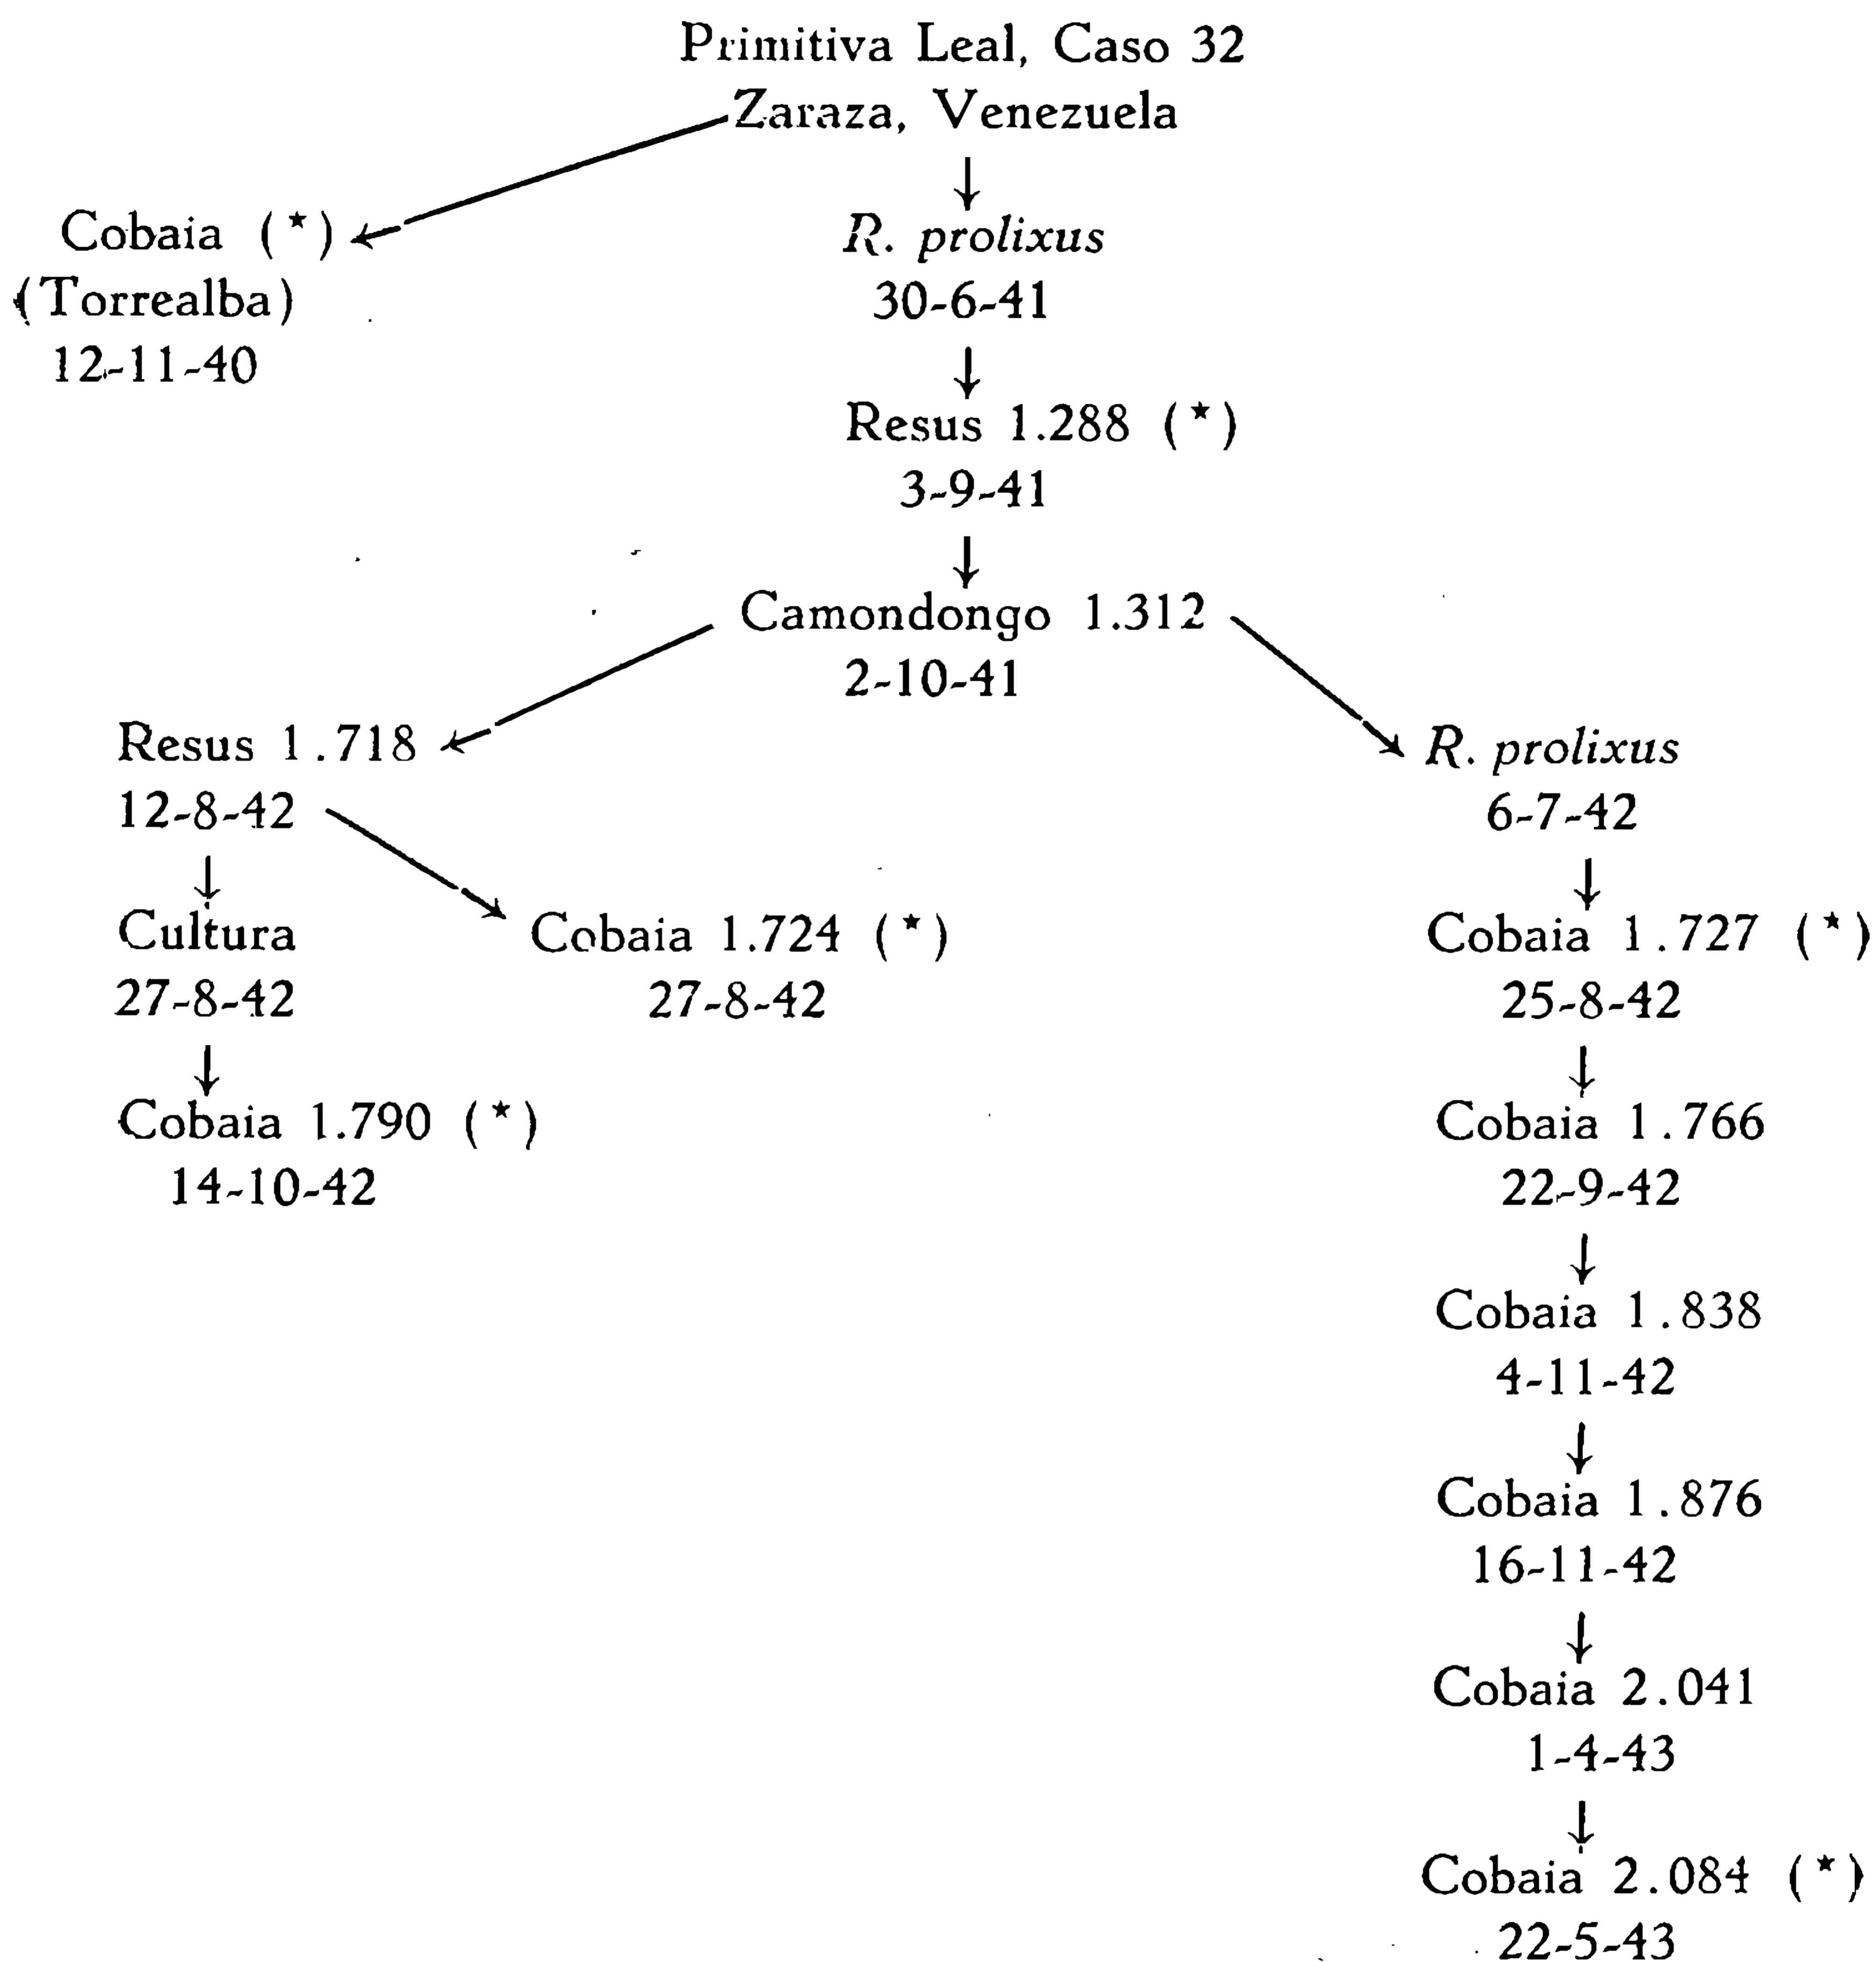 Primitiva Leal, Caso 32
Zaraza, Venezuela
Cobaia (*)
(Torrealba)
12-11-40
R. prolixus
30-6-41
Resus 1.288 (*)
3-9-41
Camondongo 1.312
2-10-41
Resus 1.718
12-8-42
Cultura
27-8-42
Cobaia 1.790 (*)
14-10-42
Cobaia 1.724 (*)
27-8-42
R. prolixus
6-7-42
Cobaia 1.727 (*)
25-8-42
Cobaia 1.766
22-9-42
Cobaia 1.838
4-11-42
Cobaia 1.876
16-11-42
Cobaia 2.041
1-4-43
Cobaia 2.084 (*)
22-5-43